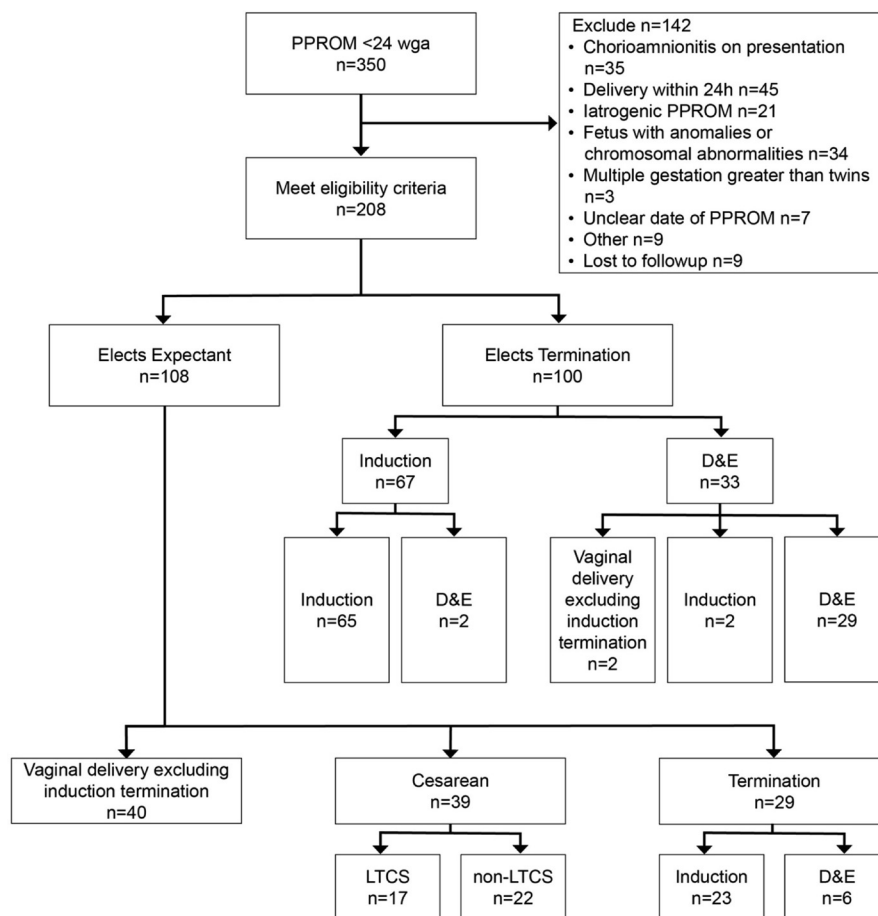 PPROM <24 wga
n=350
Exclude n=142
• Chorioamnionitis on presentation
n=35
• Delivery within 24h n=45
• Iatrogenic PPROM n=21
• Fetus with anomalies or
chromosomal abnormalities n=34
• Multiple gestation greater than twins
n=3
• Unclear date of PPROM n=7
• Other n=9
• Lost to followup n=9
Meet eligibility criteria
n=208
Elects Expectant
n=108
Elects Termination
n=100
Induction
n=67
D&E
n=33
Induction
n=65
D&E
n=2
Vaginal
delivery
excluding
induction
termination
n=2
Induction
n=2
D&E
n=29
Vaginal delivery excluding
induction termination
n=40
Cesarean
n=39
Termination
n=29
LTCS
n=17
non-LTCS
n=22
Induction
n=23
D&E
n=6